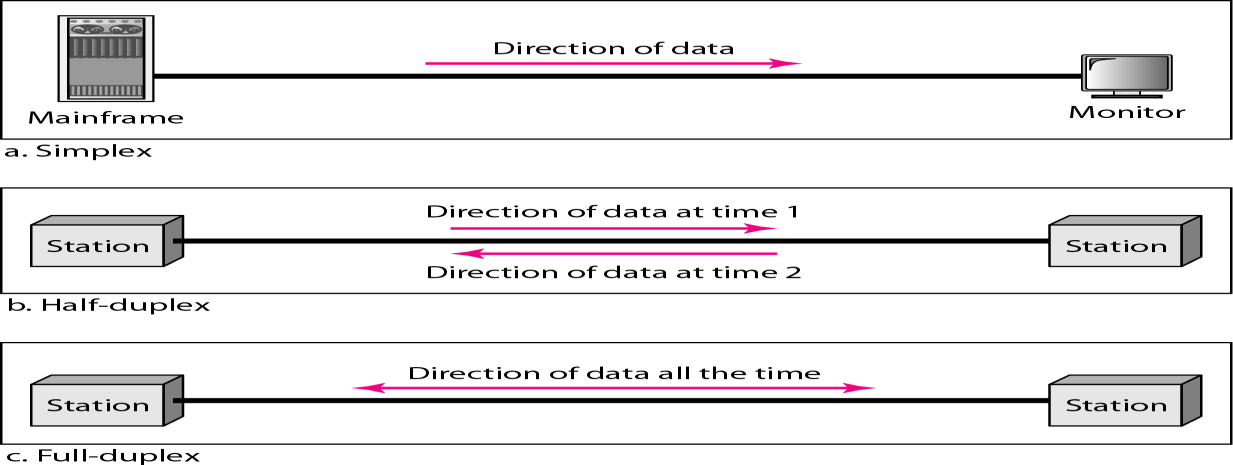 Direction of data
Mainframe
Monitor
a. Simplex
Direction of data at time 1
Station
Station
Direction of data at time 2
b. Half-duplex
Direction of data all the time
Station
Station
c. Full-duplex